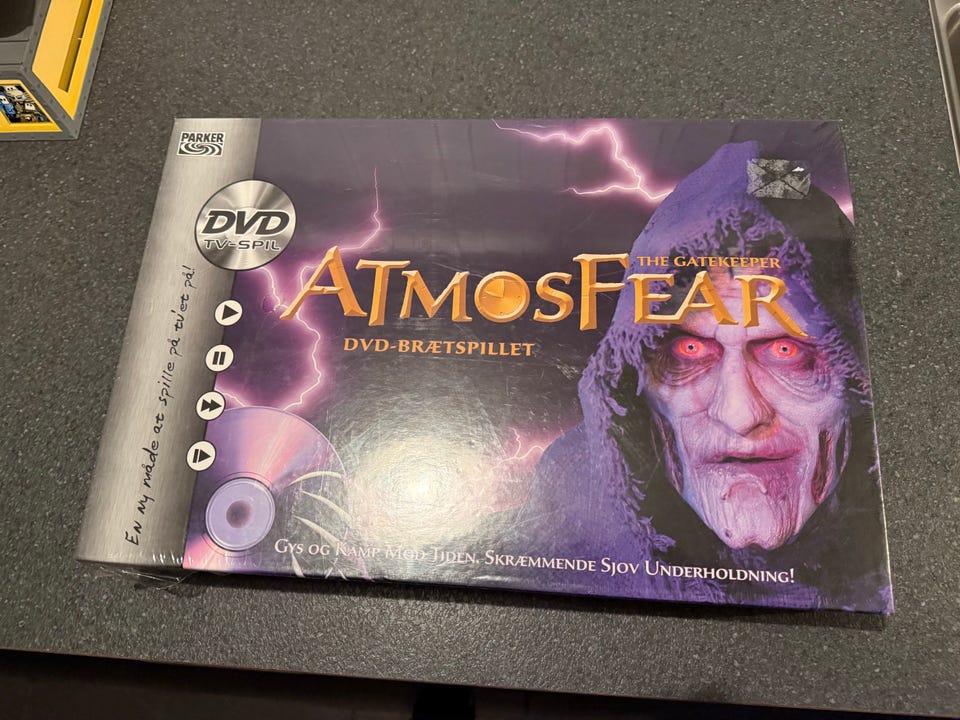 PARKER
DVD
TV-SPIL
En ny måde at spille på tv'et på!
THE GATEKEEPER
ATMOSFEAR
DVD-BRÆTSPILLET
GYS OG KAMP MOD TIDEN. SKRÆMMENDE SJOV UNDERHOLDNING!